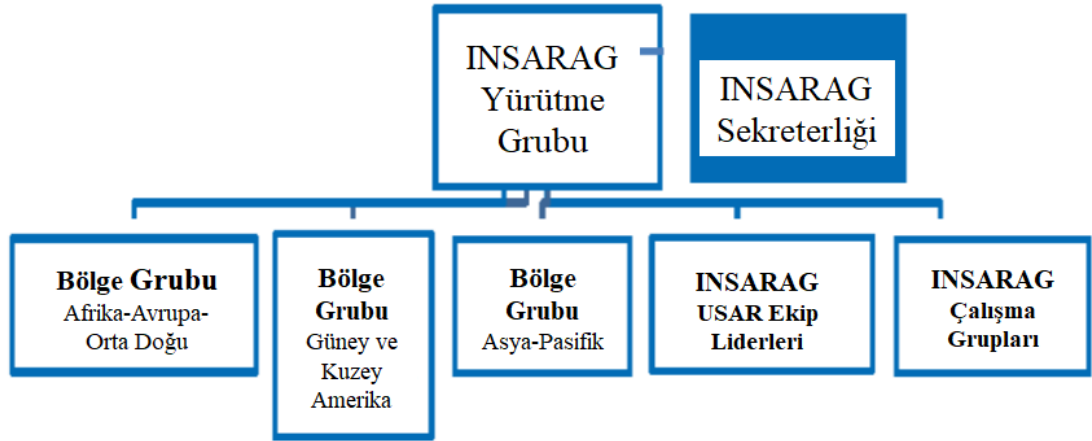 INSARAG
Yürütme
Grubu
INSARAG
Sekreterliği
Bölge Grubu
Afrika-Avrupa-
Orta Doğu
Bölge
Grubu
Güney ve
Kuzey
Amerika
Bölge
Grubu
Asya-Pasifik
INSARAG
USAR Ekip
Liderleri
INSARAG
Çalışma
Grupları